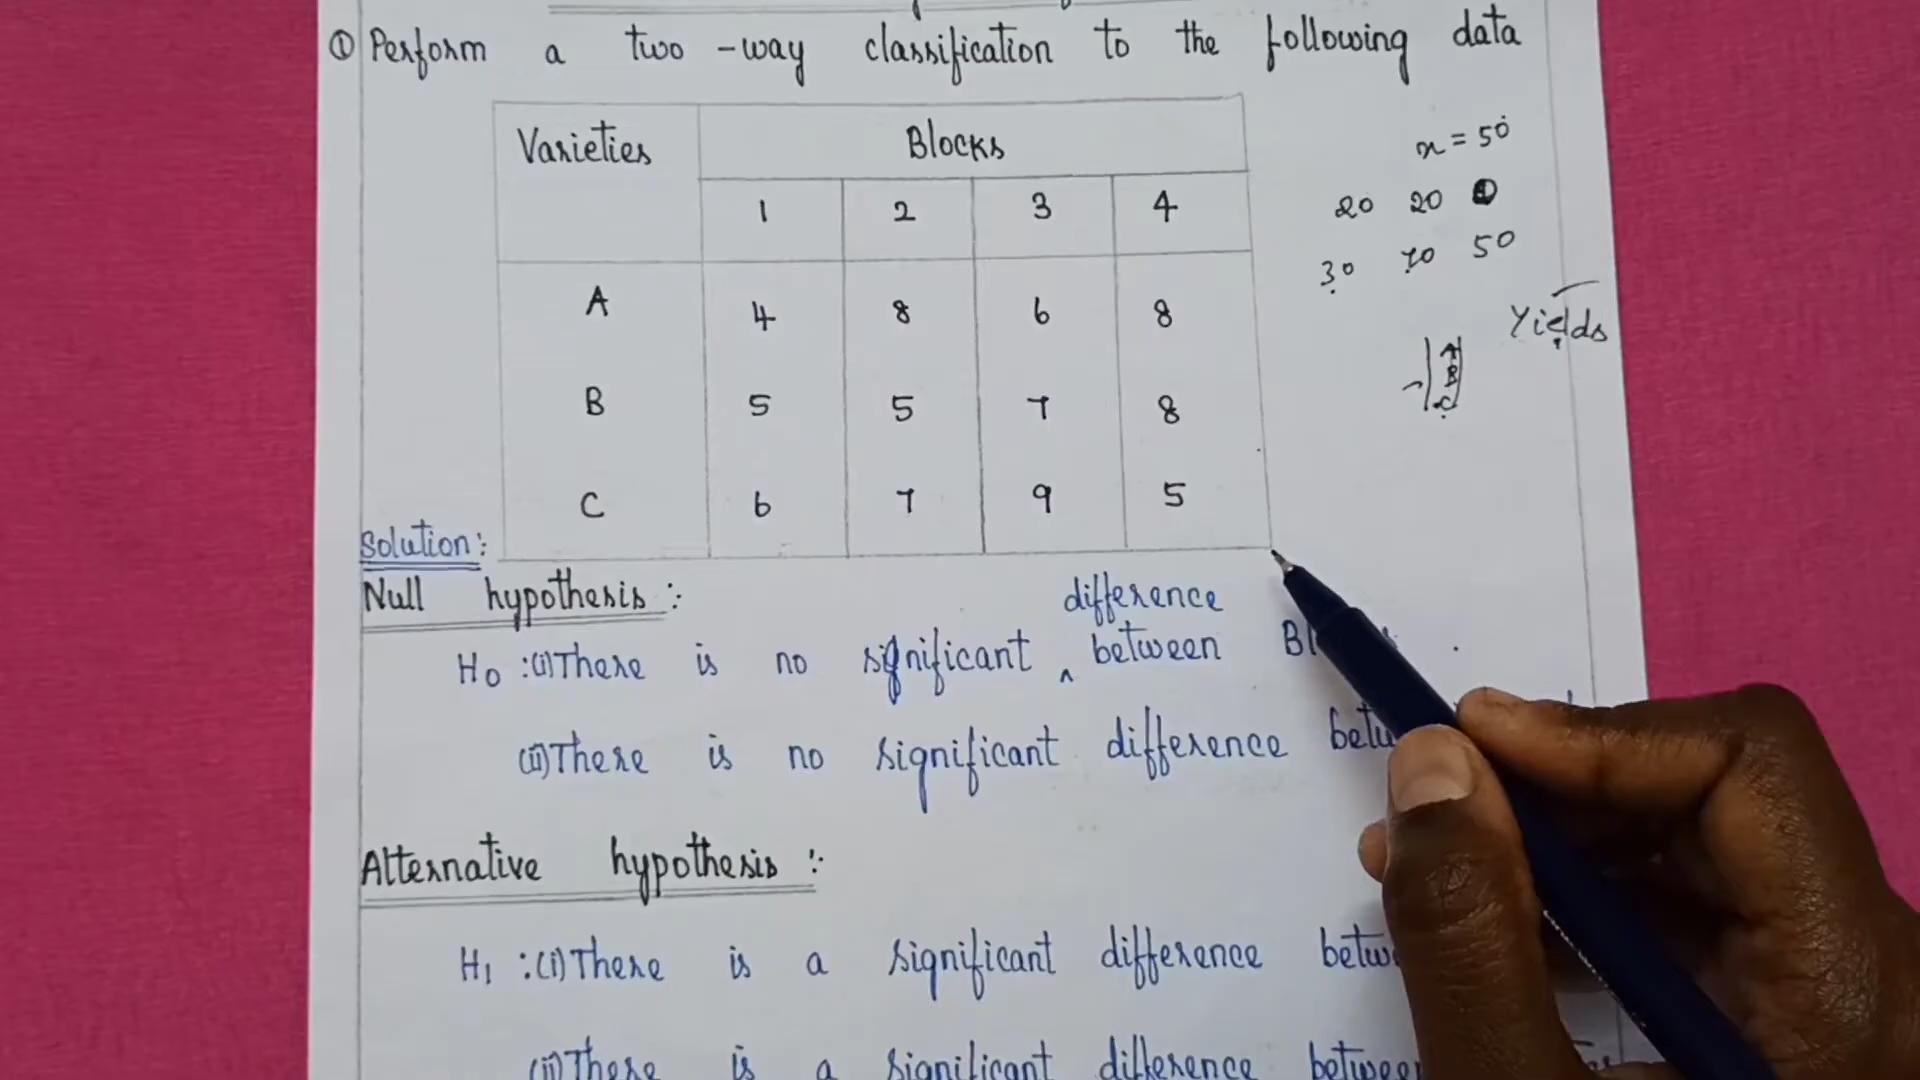 ① Perform a two-way classification to the following data
Varieties Blocks
1 2 3 4
A 4 8 6 8
B 5 5 7 8
C 6 7 9 5
n = 50
20 20
30 70 50
Yields
A
B
C
Solution:
Null hypothesis:
difference
H0 :(i) There is no significant ^ between
(ii) There is no significant difference
Alternative hypothesis:
H1 :(i) There is a significant difference
(ii) There is a significant difference between